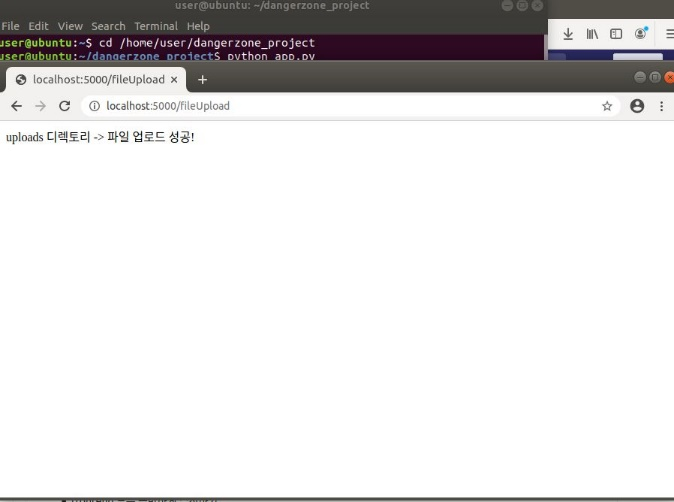 user@ubuntu: ~/dangerzone_project
File Edit View Search Terminal Help
user@ubuntu:~$ cd /home/user/dangerzone_project
user@ubuntu:~/dangerzone_project$ python app.py
localhost:5000/fileUpload
localhost:5000/fileUpload
uploads 디렉토리 -> 파일 업로드 성공!